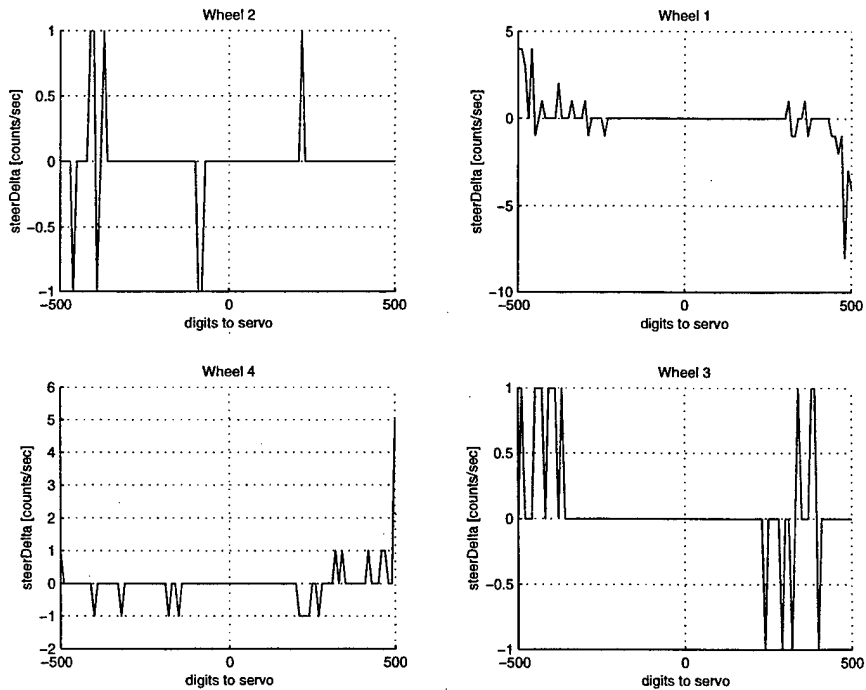 Wheel 2
1
0.5
0
−0.5
−1
steerDelta [counts/sec]
−500
0
500
digits to servo
Wheel 1
5
0
−5
−10
steerDelta [counts/sec]
−500
0
500
digits to servo
Wheel 4
6
5
4
3
2
1
0
−1
−2
steerDelta [counts/sec]
−500
0
500
digits to servo
Wheel 3
1
0.5
0
−0.5
−1
steerDelta [counts/sec]
−500
0
500
digits to servo